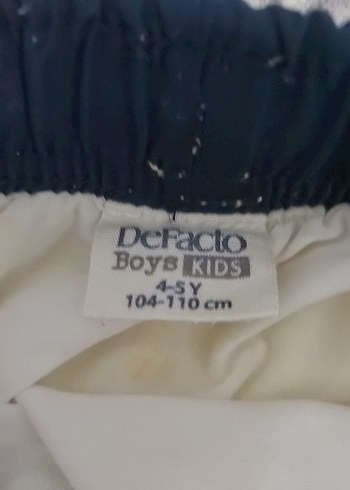 DeFacto
Boys KIDS
4-5 Y
104-110 cm